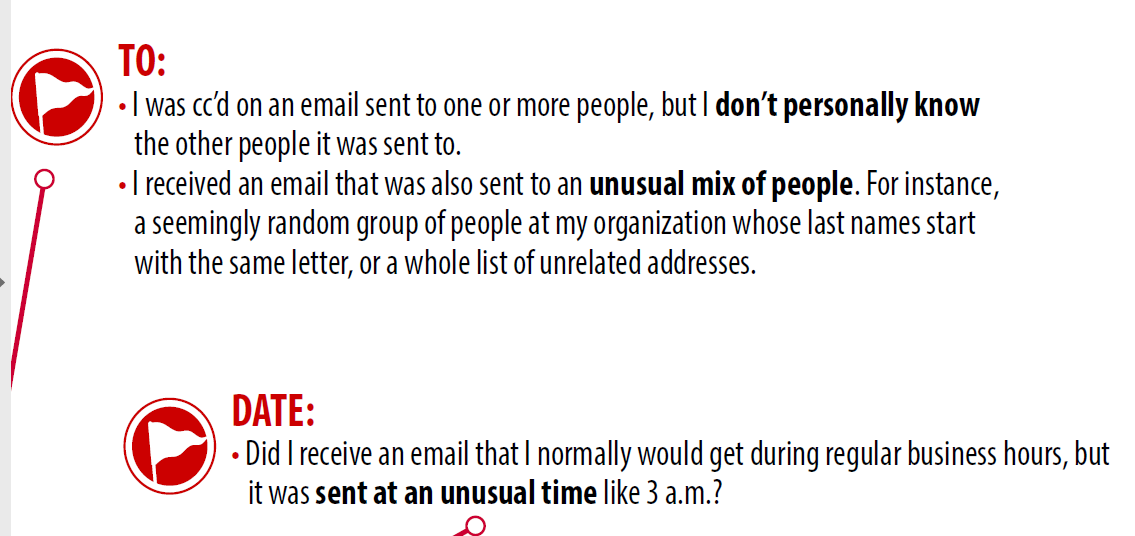 TO:
• I was cc’d on an email sent to one or more people, but I don’t personally know
the other people it was sent to.
• I received an email that was also sent to an unusual mix of people. For instance,
a seemingly random group of people at my organization whose last names start
with the same letter, or a whole list of unrelated addresses.
DATE:
• Did I receive an email that I normally would get during regular business hours, but
it was sent at an unusual time like 3 a.m.?